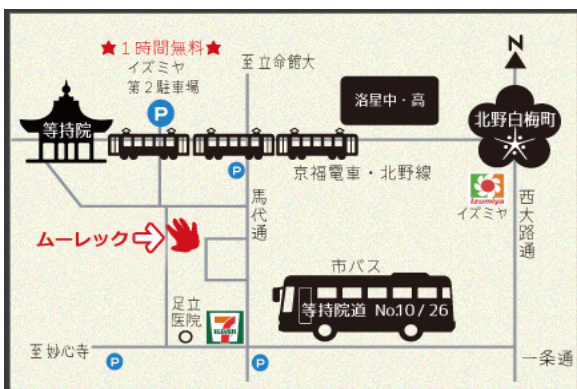 ★１時間無料★
イズミヤ
第２駐車場
P
至立命館大
洛星中・高
N
北野白梅町
等持院
京福電車・北野線
P
izumiya
イズミヤ
西大路通
馬代通
ムーレック
市バス
等持院道 No.10 / 26
足立
医院
7
ELEVEN
至妙心寺
P
P
一条通